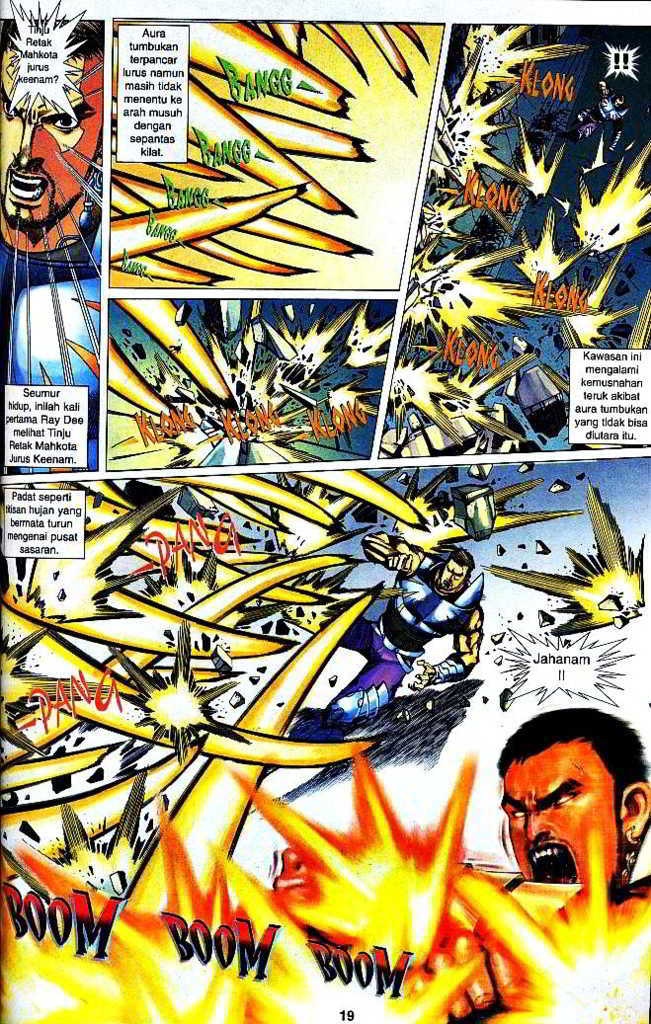 Tinju
Retak
Mahkota
jurus
keenam?
Seumur
hidup, inilah kali
pertama Ray Dee
melihat Tinju
Retak Mahkota
Jurus Keenam.
Aura
tumbukan
terpancar
lurus namun
masih tidak
menentu ke
arah musuh
dengan
sepantas
kilat.
BANGG
BANGG
BANGG
BANGG
BANGG
KLONG
KLONG
KLONG
!!
KLONG
KLONG
KLONG
KLONG
Kawasan ini
mengalami
kemusnahan
teruk akibat
aura tumbukan
yang tidak bisa
diutara itu.
Padat seperti
titisan hujan yang
bermata turun
mengenai pusat
sasaran.
PANG
PANG
Jahanam
!!
BOOM
BOOM
BOOM
19